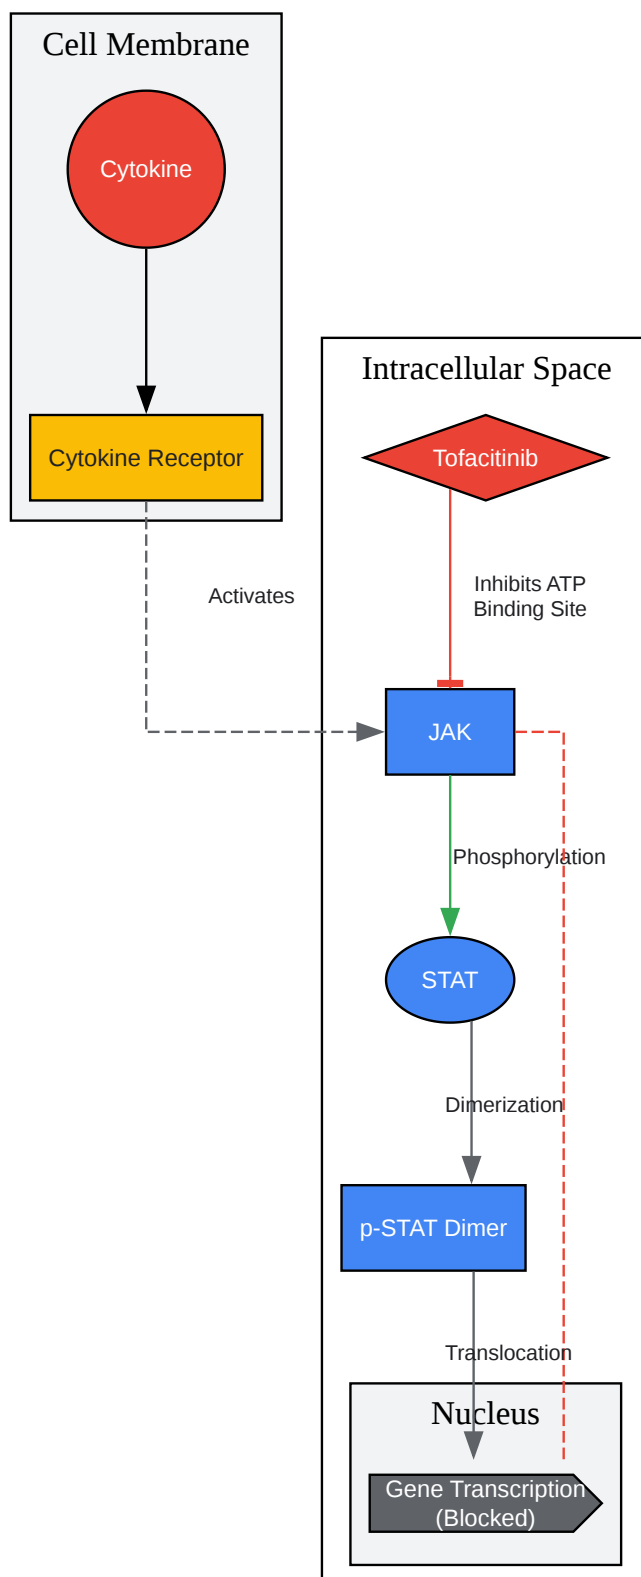 Cell Membrane
Cytokine
Cytokine Receptor
Intracellular Space
Tofacitinib
Activates
Inhibits ATP
Binding Site
JAK
Phosphorylation
STAT
Dimerization
p-STAT Dimer
Translocation
Nucleus
Gene Transcription
(Blocked)